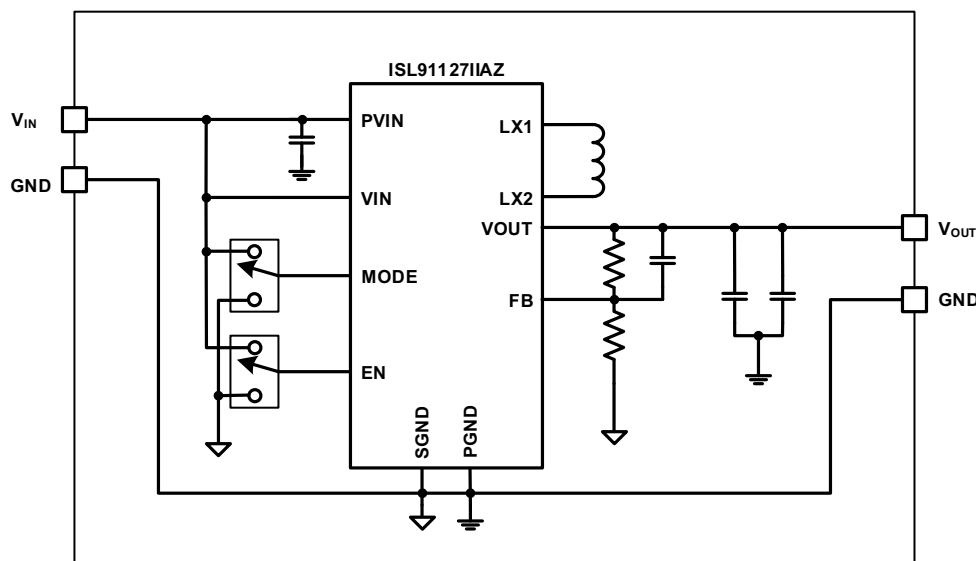 ISL91127IIAZ
VIN
GND
PVIN
VIN
MODE
EN
SGND
PGND
LX1
LX2
VOUT
FB
VOUT
GND